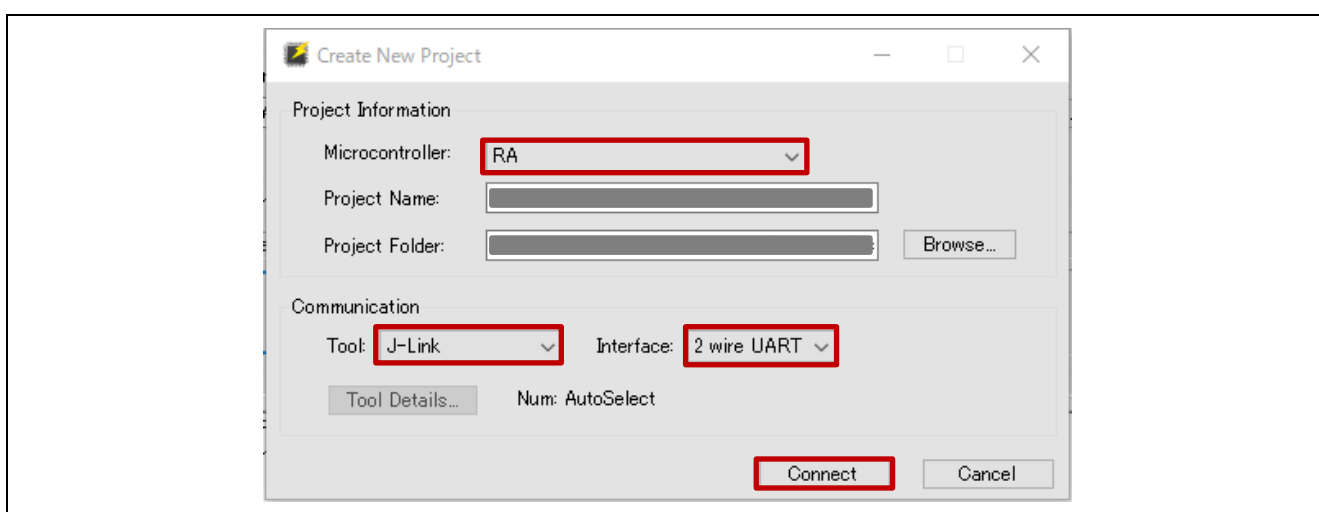 Create New Project
Project Information
Microcontroller: RA
Project Name:
Project Folder: Browse...
Communication
Tool: J-Link Interface: 2 wire UART
Tool Details... Num: AutoSelect
Connect Cancel